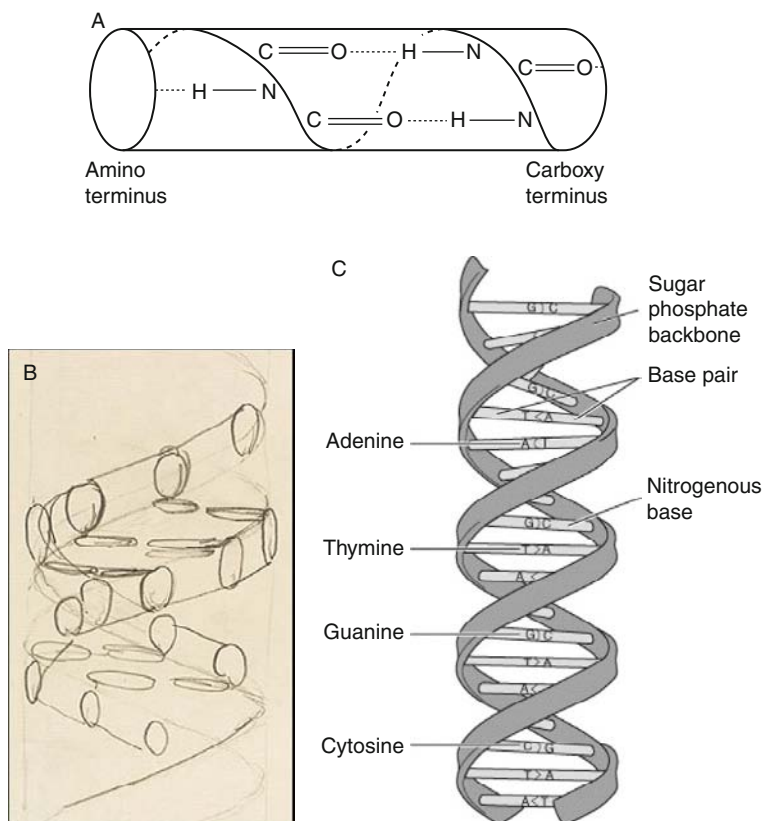 A
C O H N
C O
H N
C O H N
Amino
terminus
Carboxy
terminus
C
Sugar
phosphate
backbone
B
G C
G C
Base pair
T A
Adenine
A T
Nitrogenous
base
G C
Thymine
T A
A
Guanine
G C
T A
A
Cytosine
C G
T A
A T